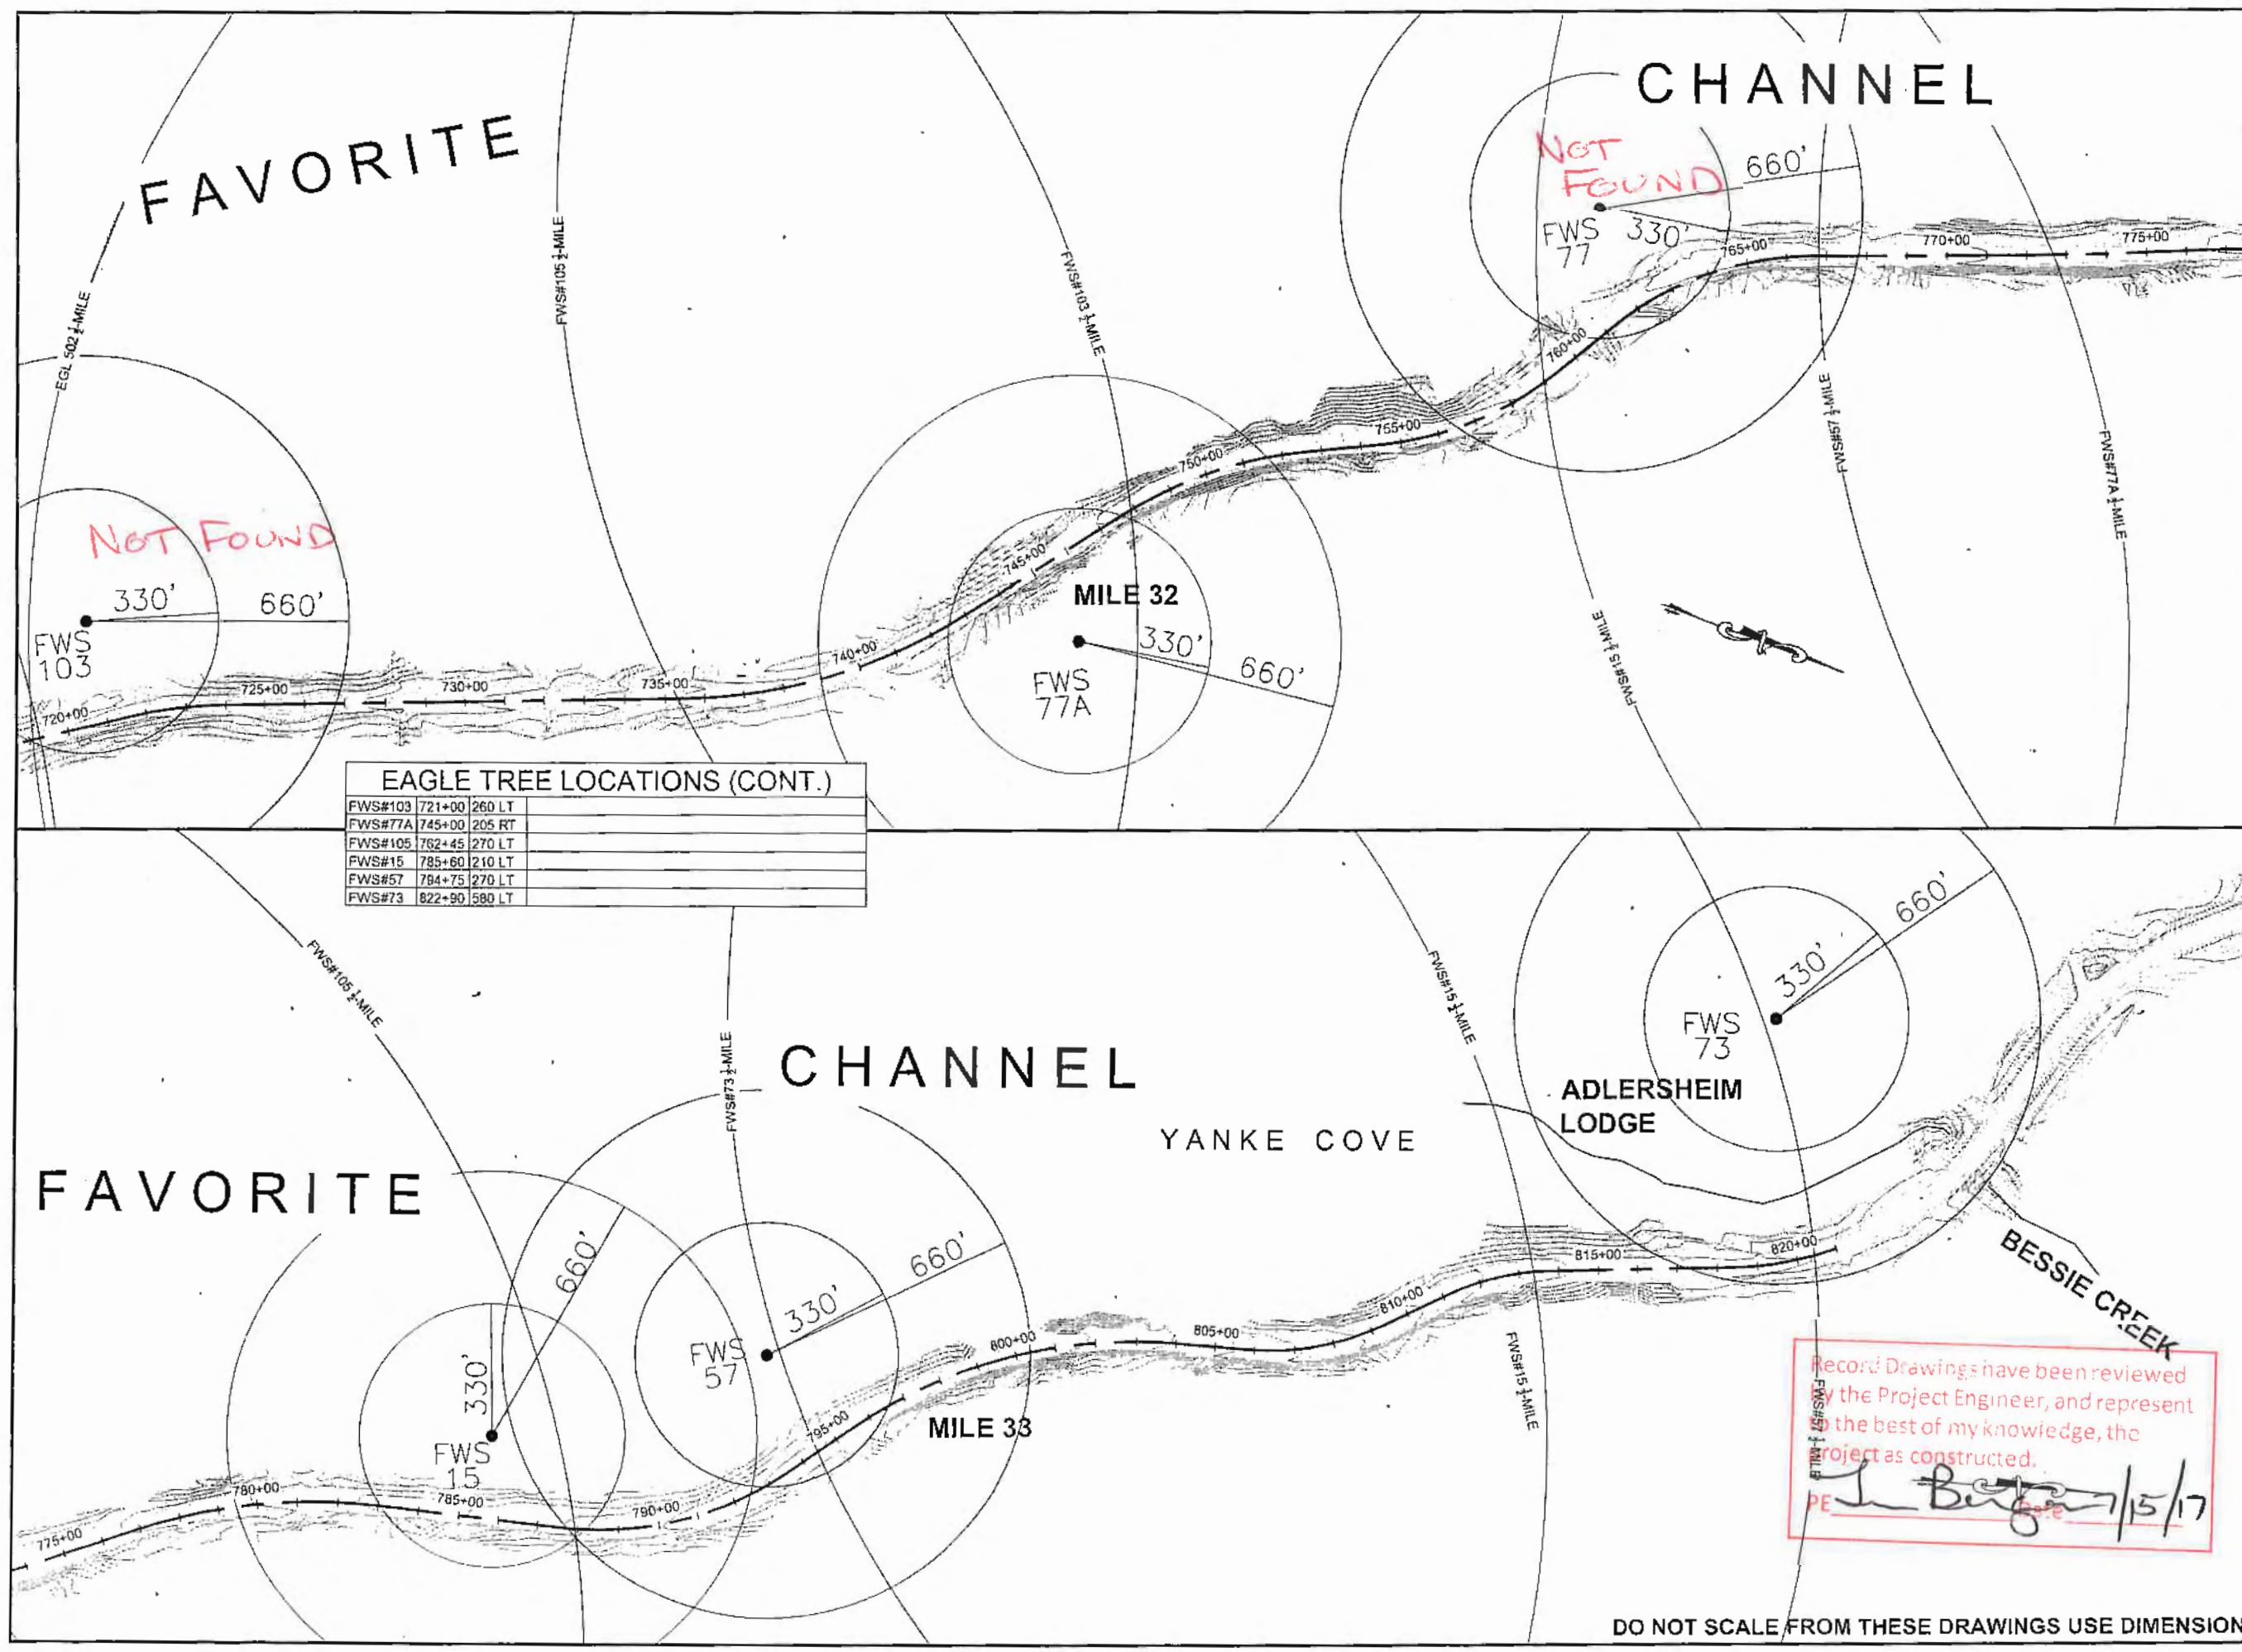 CHANNEL
FAVORITE
NOT
FOUND
660'
FWS
77
330'
765+00
770+00
775+00
EGL 502 ½-MILE
FWS#105 ½-MILE
FWS#103 ½-MILE
760+00
FWS#57 ½-MILE
755+00
FWS#77A ½-MILE
750+00
NOT FOUND
745+00
330'
660'
MILE 32
FWS
103
740+00
330'
660'
FWS#15 ½-MILE
FWS
77A
720+00
725+00
730+00
735+00
EAGLE TREE LOCATIONS (CONT.)
FWS#103 721+00 260 LT
FWS#77A 745+00 205 RT
FWS#105 762+45 270 LT
FWS#15 785+60 210 LT
FWS#57 794+75 270 LT
FWS#73 822+90 580 LT
660'
FWS#105 ½-MILE
FWS#15 ½-MILE
330'
FWS
73
CHANNEL
FWS#73 ½-MILE
ADLERSHEIM
LODGE
YANKE COVE
FAVORITE
660'
660'
815+00
820+00
BESSIE CREEK
330'
810+00
800+00
805+00
FWS
57
330'
FWS#15 ½-MILE
795+00
MILE 33
FWS
15
780+00
785+00
790+00
775+00
FWS#57 ½-MILE
Record Drawings have been reviewed
by the Project Engineer, and represent
to the best of my knowledge, the
project as constructed.
PE Date 7/15/17
DO NOT SCALE FROM THESE DRAWINGS USE DIMENSION